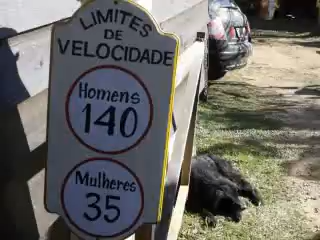 LIMITES
DE
VELOCIDADE
Homens
140
Mulheres
35